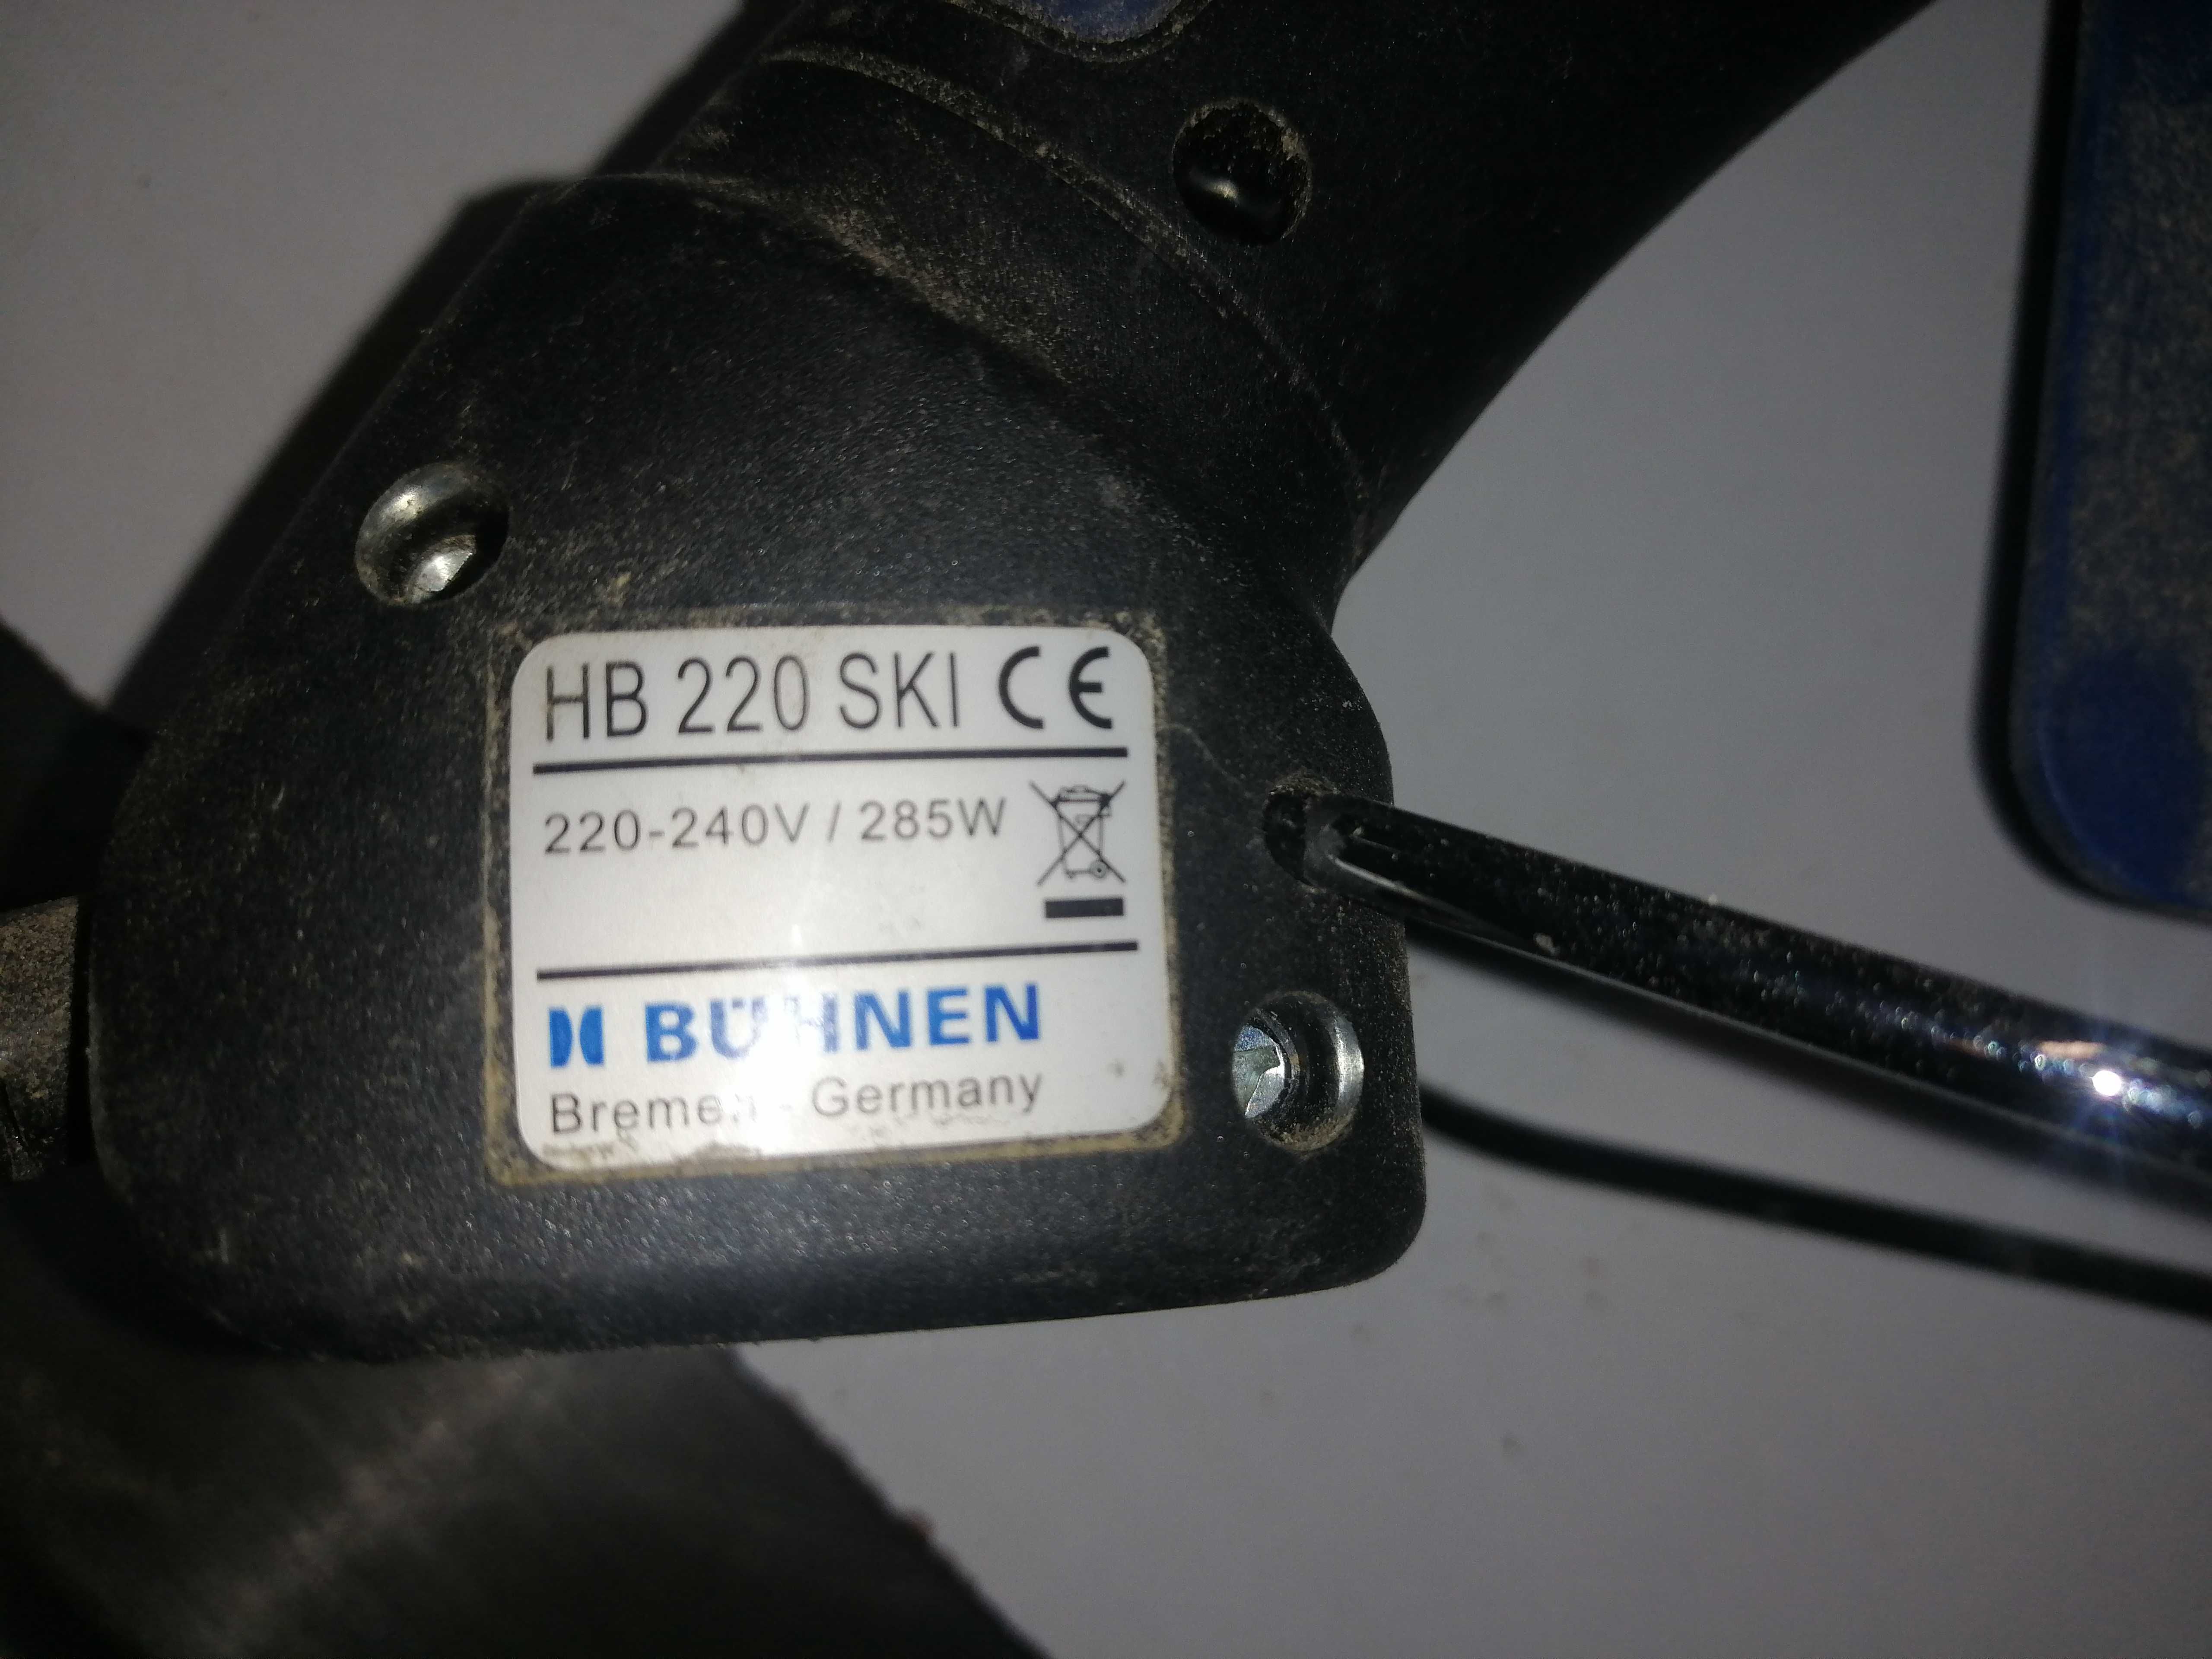 HB 220 SKI CE
220-240V / 285W
BÜHNEN
Bremen - Germany